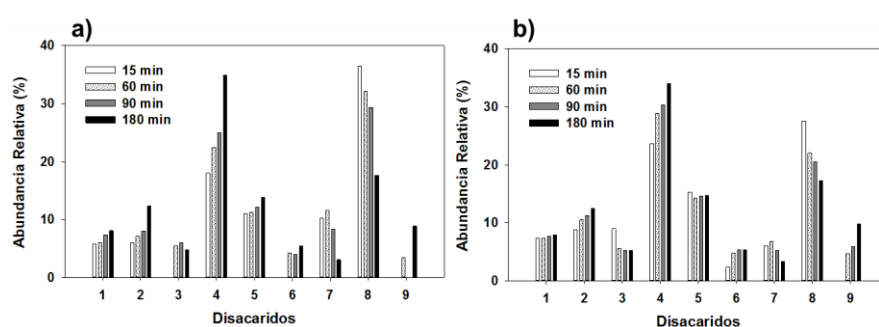 a)
40
30
20
10
0
Abundancia Relativa (%)
15 min
60 min
90 min
180 min
1 2 3 4 5 6 7 8 9
Disacaridos
b)
40
30
20
10
0
Abundancia Relativa (%)
15 min
60 min
90 min
180 min
1 2 3 4 5 6 7 8 9
Disacaridos